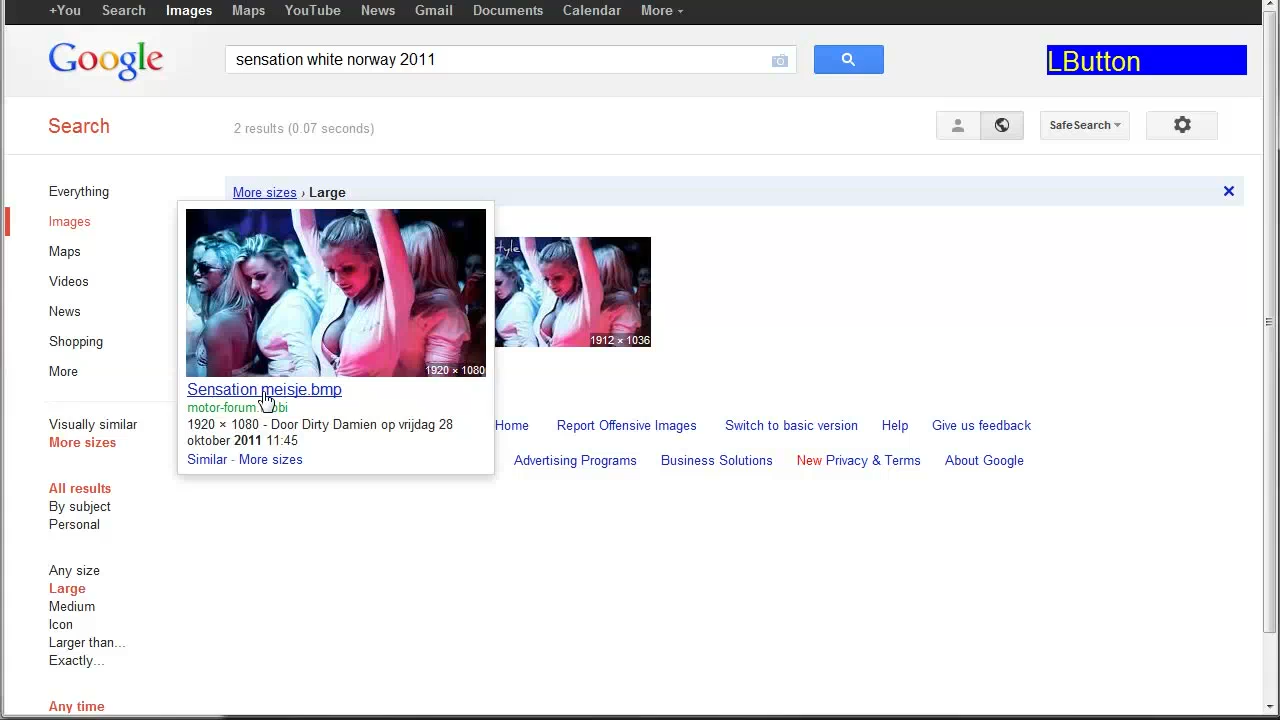 +You Search Images Maps YouTube News Gmail Documents Calendar More
Google
sensation white norway 2011
LButton
Search
2 results (0.07 seconds)
SafeSearch
Everything
More sizes › Large
Images
Maps
Videos
News
Shopping
More
tyle
1912 × 1036
1920 × 1080
Sensation meisje.bmp
motor-forum. obi
1920 × 1080 - Door Dirty Damien op vrijdag 28
oktober 2011 11:45
Similar - More sizes
Home Report Offensive Images Switch to basic version Help Give us feedback
Advertising Programs Business Solutions New Privacy & Terms About Google
Visually similar
More sizes
All results
By subject
Personal
Any size
Large
Medium
Icon
Larger than...
Exactly...
Any time